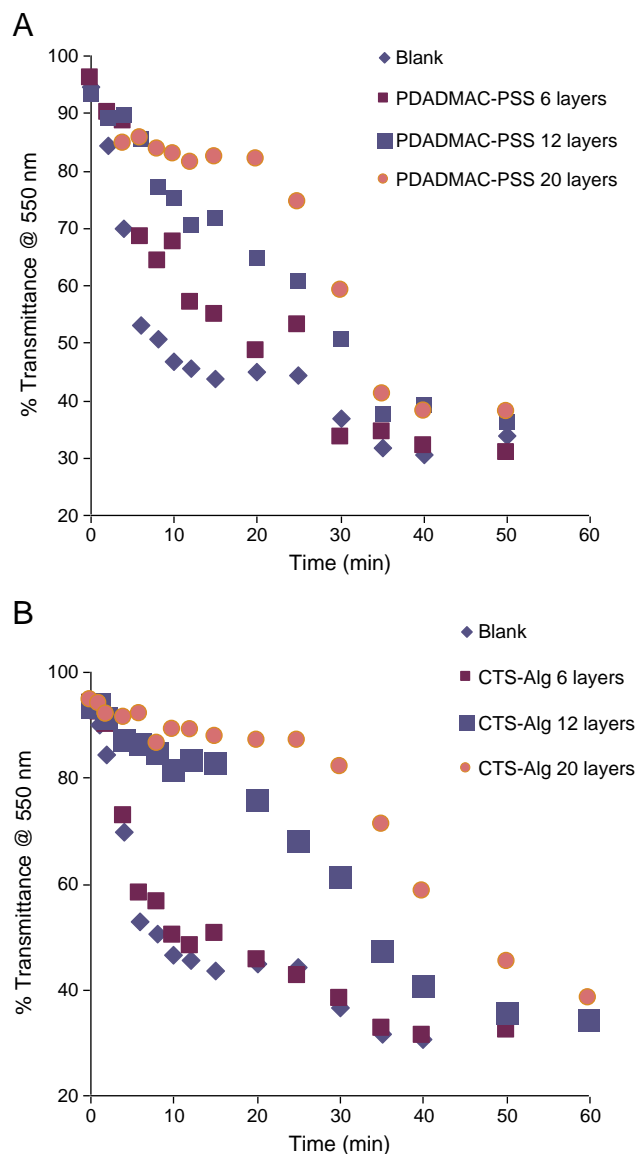 A
Blank
PDADMAC-PSS 6 layers
PDADMAC-PSS 12 layers
PDADMAC-PSS 20 layers
100
90
80
70
60
50
40
30
20
0 10 20 30 40 50 60
% Transmittance @ 550 nm
Time (min)
B
Blank
CTS-Alg 6 layers
CTS-Alg 12 layers
CTS-Alg 20 layers
100
80
60
40
20
0 10 20 30 40 50 60
% Transmittance @ 550 nm
Time (min)